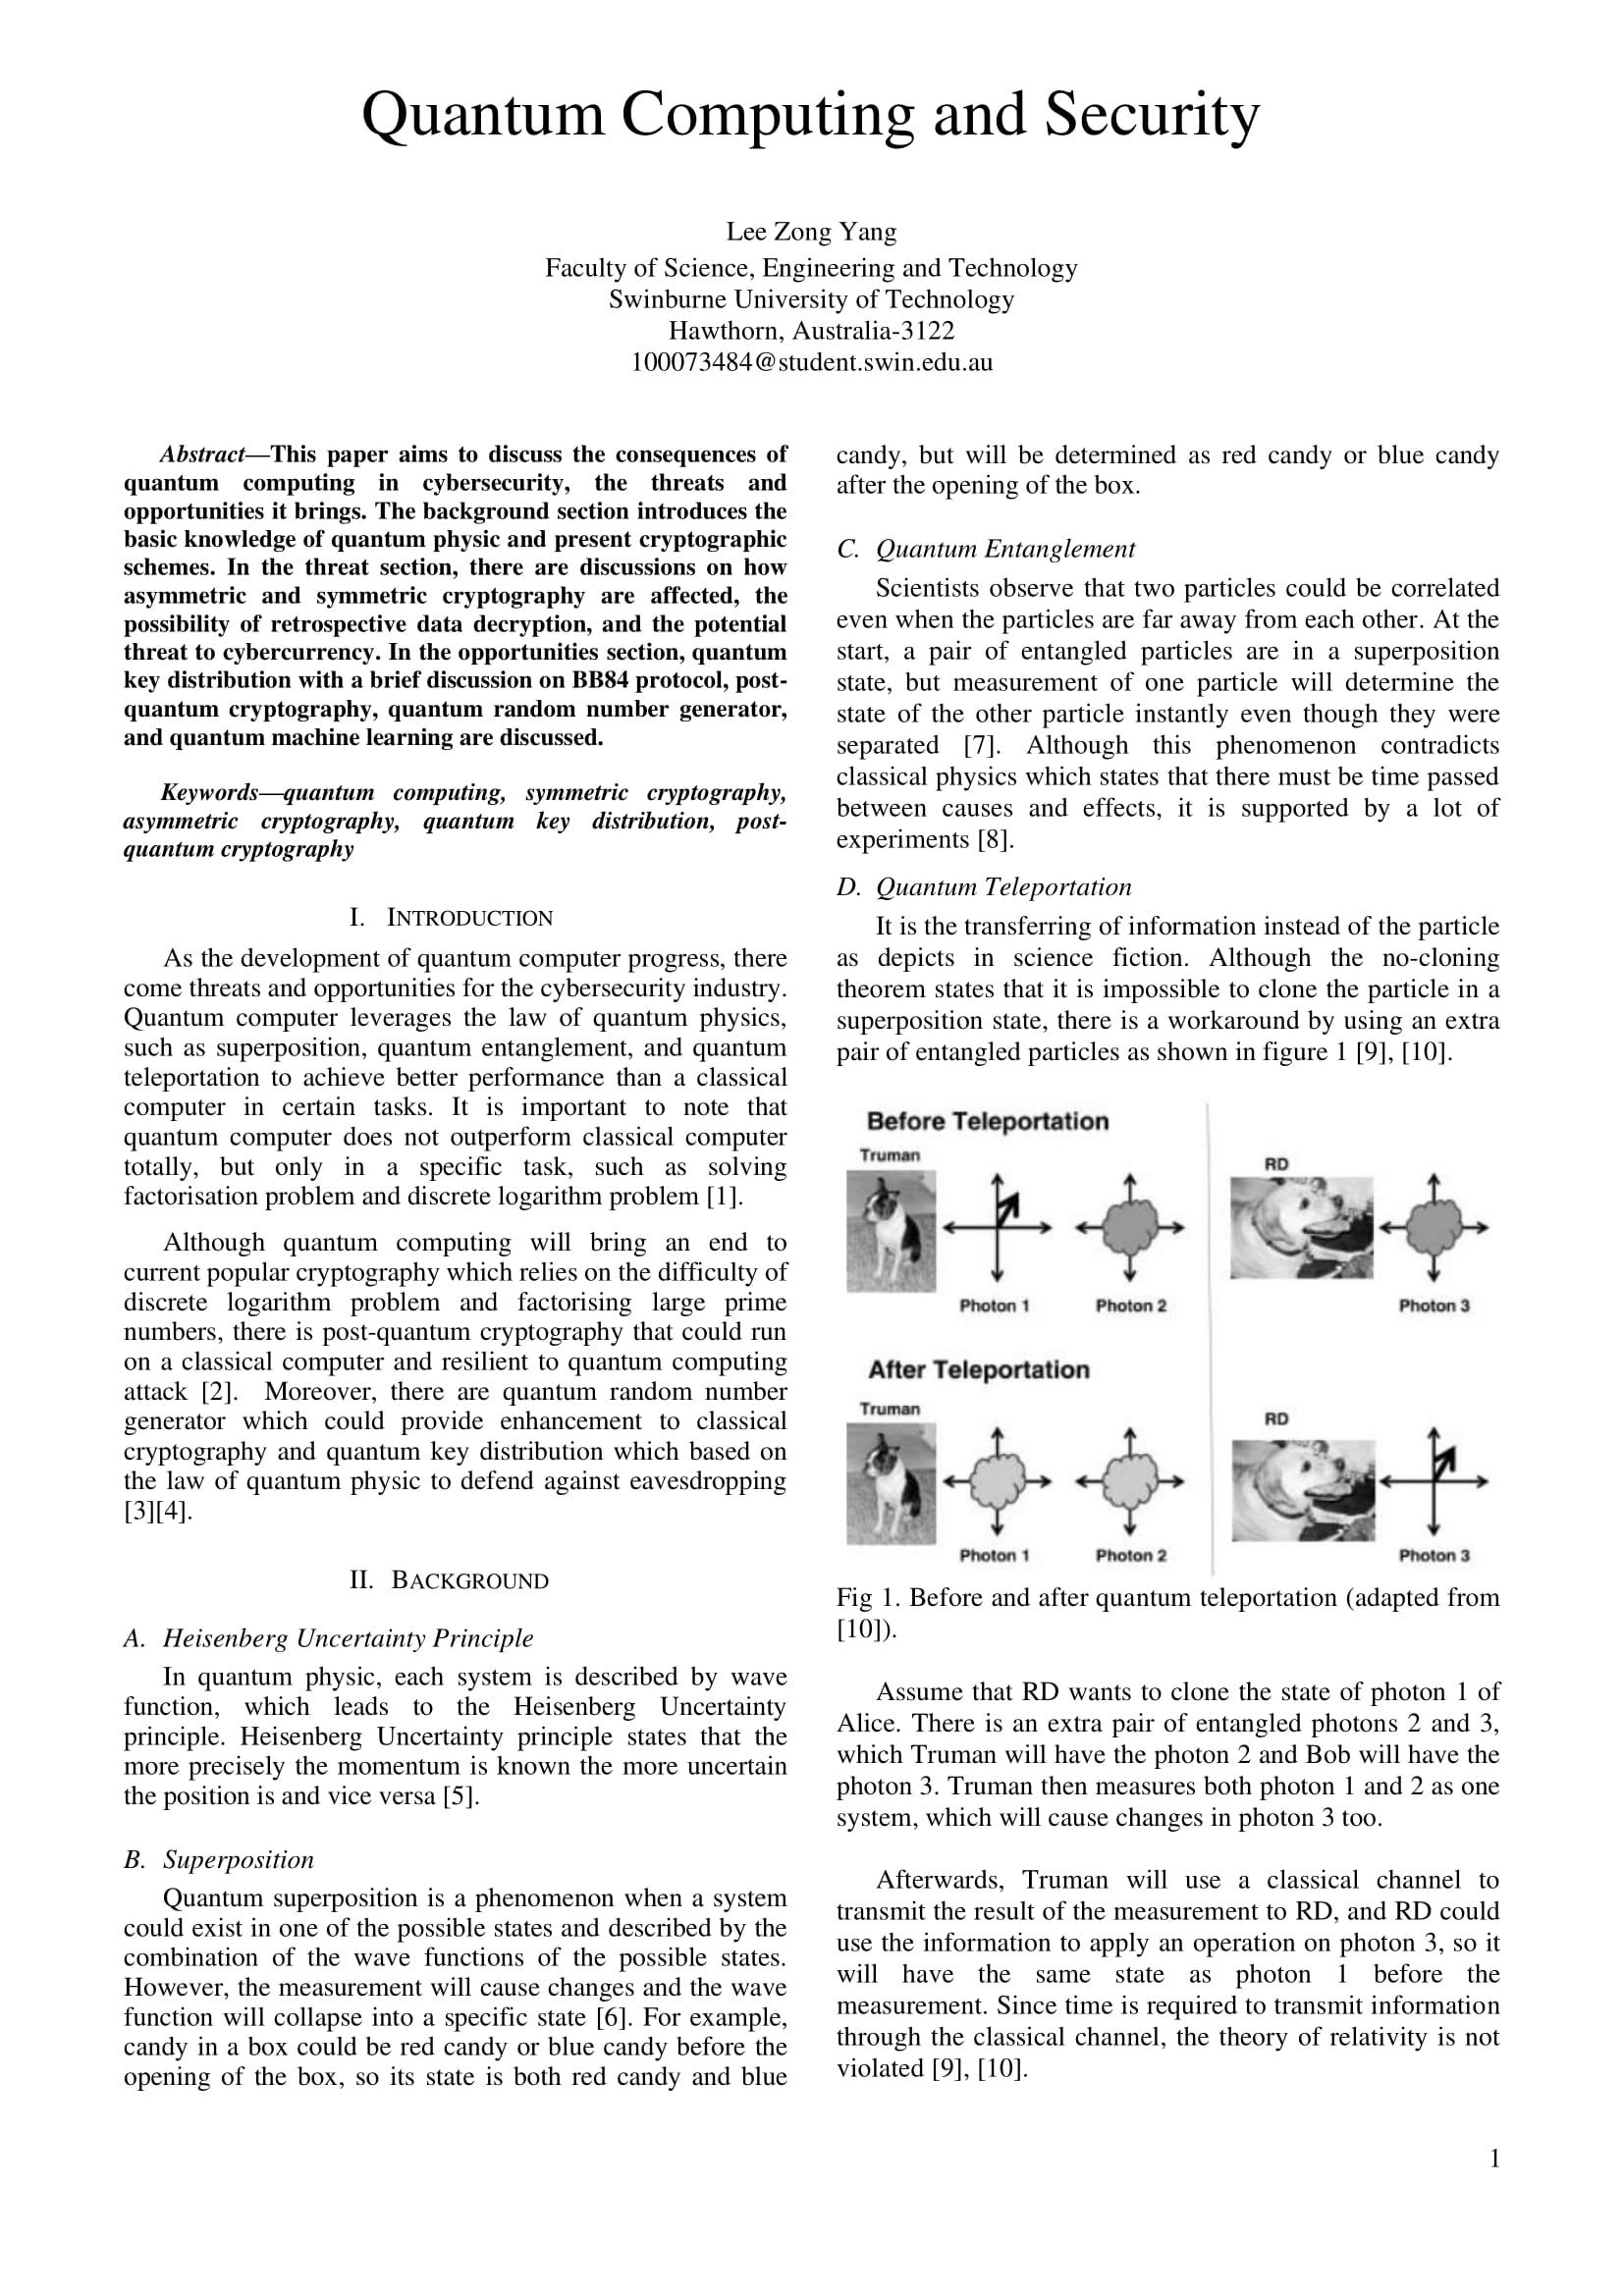 Quantum Computing and Security
Lee Zong Yang
Faculty of Science, Engineering and Technology
Swinburne University of Technology
Hawthorn, Australia-3122
100073484@student.swin.edu.au
Abstract—This paper aims to discuss the consequences of
quantum computing in cybersecurity, the threats and
opportunities it brings. The background section introduces the
basic knowledge of quantum physic and present cryptographic
schemes. In the threat section, there are discussions on how
asymmetric and symmetric cryptography are affected, the
possibility of retrospective data decryption, and the potential
threat to cybercurrency. In the opportunities section, quantum
key distribution with a brief discussion on BB84 protocol, post-
quantum cryptography, quantum random number generator,
and quantum machine learning are discussed.
Keywords—quantum computing, symmetric cryptography,
asymmetric cryptography, quantum key distribution, post-
quantum cryptography
I. INTRODUCTION
As the development of quantum computer progress, there
come threats and opportunities for the cybersecurity industry.
Quantum computer leverages the law of quantum physics,
such as superposition, quantum entanglement, and quantum
teleportation to achieve better performance than a classical
computer in certain tasks. It is important to note that
quantum computer does not outperform classical computer
totally, but only in a specific task, such as solving
factorisation problem and discrete logarithm problem [1].
Although quantum computing will bring an end to
current popular cryptography which relies on the difficulty of
discrete logarithm problem and factorising large prime
numbers, there is post-quantum cryptography that could run
on a classical computer and resilient to quantum computing
attack [2]. Moreover, there are quantum random number
generator which could provide enhancement to classical
cryptography and quantum key distribution which based on
the law of quantum physic to defend against eavesdropping
[3][4].
II. BACKGROUND
A. Heisenberg Uncertainty Principle
In quantum physic, each system is described by wave
function, which leads to the Heisenberg Uncertainty
principle. Heisenberg Uncertainty principle states that the
more precisely the momentum is known the more uncertain
the position is and vice versa [5].
B. Superposition
Quantum superposition is a phenomenon when a system
could exist in one of the possible states and described by the
combination of the wave functions of the possible states.
However, the measurement will cause changes and the wave
function will collapse into a specific state [6]. For example,
candy in a box could be red candy or blue candy before the
opening of the box, so its state is both red candy and blue
candy, but will be determined as red candy or blue candy
after the opening of the box.
C. Quantum Entanglement
Scientists observe that two particles could be correlated
even when the particles are far away from each other. At the
start, a pair of entangled particles are in a superposition
state, but measurement of one particle will determine the
state of the other particle instantly even though they were
separated [7]. Although this phenomenon contradicts
classical physics which states that there must be time passed
between causes and effects, it is supported by a lot of
experiments [8].
D. Quantum Teleportation
It is the transferring of information instead of the particle
as depicts in science fiction. Although the no-cloning
theorem states that it is impossible to clone the particle in a
superposition state, there is a workaround by using an extra
pair of entangled particles as shown in figure 1 [9], [10].
Before Teleportation
Truman
RD
Photon 1 Photon 2 Photon 3
After Teleportation
Truman
RD
Photon 1 Photon 2 Photon 3
Fig 1. Before and after quantum teleportation (adapted from
[10]).
Assume that RD wants to clone the state of photon 1 of
Alice. There is an extra pair of entangled photons 2 and 3,
which Truman will have the photon 2 and Bob will have the
photon 3. Truman then measures both photon 1 and 2 as one
system, which will cause changes in photon 3 too.
Afterwards, Truman will use a classical channel to
transmit the result of the measurement to RD, and RD could
use the information to apply an operation on photon 3, so it
will have the same state as photon 1 before the
measurement. Since time is required to transmit information
through the classical channel, the theory of relativity is not
violated [9], [10].
1